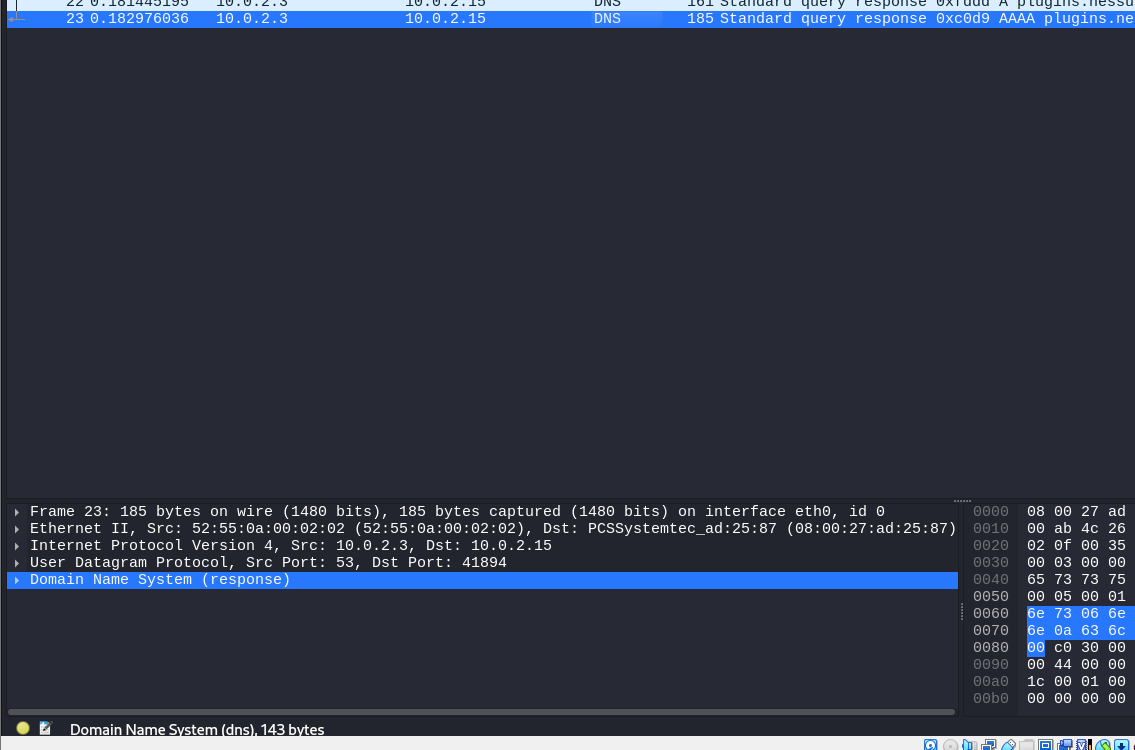 22 0.181445195 10.0.2.3 10.0.2.15 DNS 161 Standard query response 0xfddd A plugins.nessu
23 0.182976036 10.0.2.3 10.0.2.15 DNS 185 Standard query response 0xc0d9 AAAA plugins.ne
Frame 23: 185 bytes on wire (1480 bits), 185 bytes captured (1480 bits) on interface eth0, id 0
Ethernet II, Src: 52:55:0a:00:02:02 (52:55:0a:00:02:02), Dst: PCSSystemtec_ad:25:87 (08:00:27:ad:25:87)
Internet Protocol Version 4, Src: 10.0.2.3, Dst: 10.0.2.15
User Datagram Protocol, Src Port: 53, Dst Port: 41894
Domain Name System (response)
0000 08 00 27 ad
0010 00 ab 4c 26
0020 02 0f 00 35
0030 00 03 00 00
0040 65 73 73 75
0050 00 05 00 01
0060 6e 73 06 6e
0070 6e 0a 63 6c
0080 00 c0 30 00
0090 00 44 00 00
00a0 1c 00 01 00
00b0 00 00 00 00
Domain Name System (dns), 143 bytes